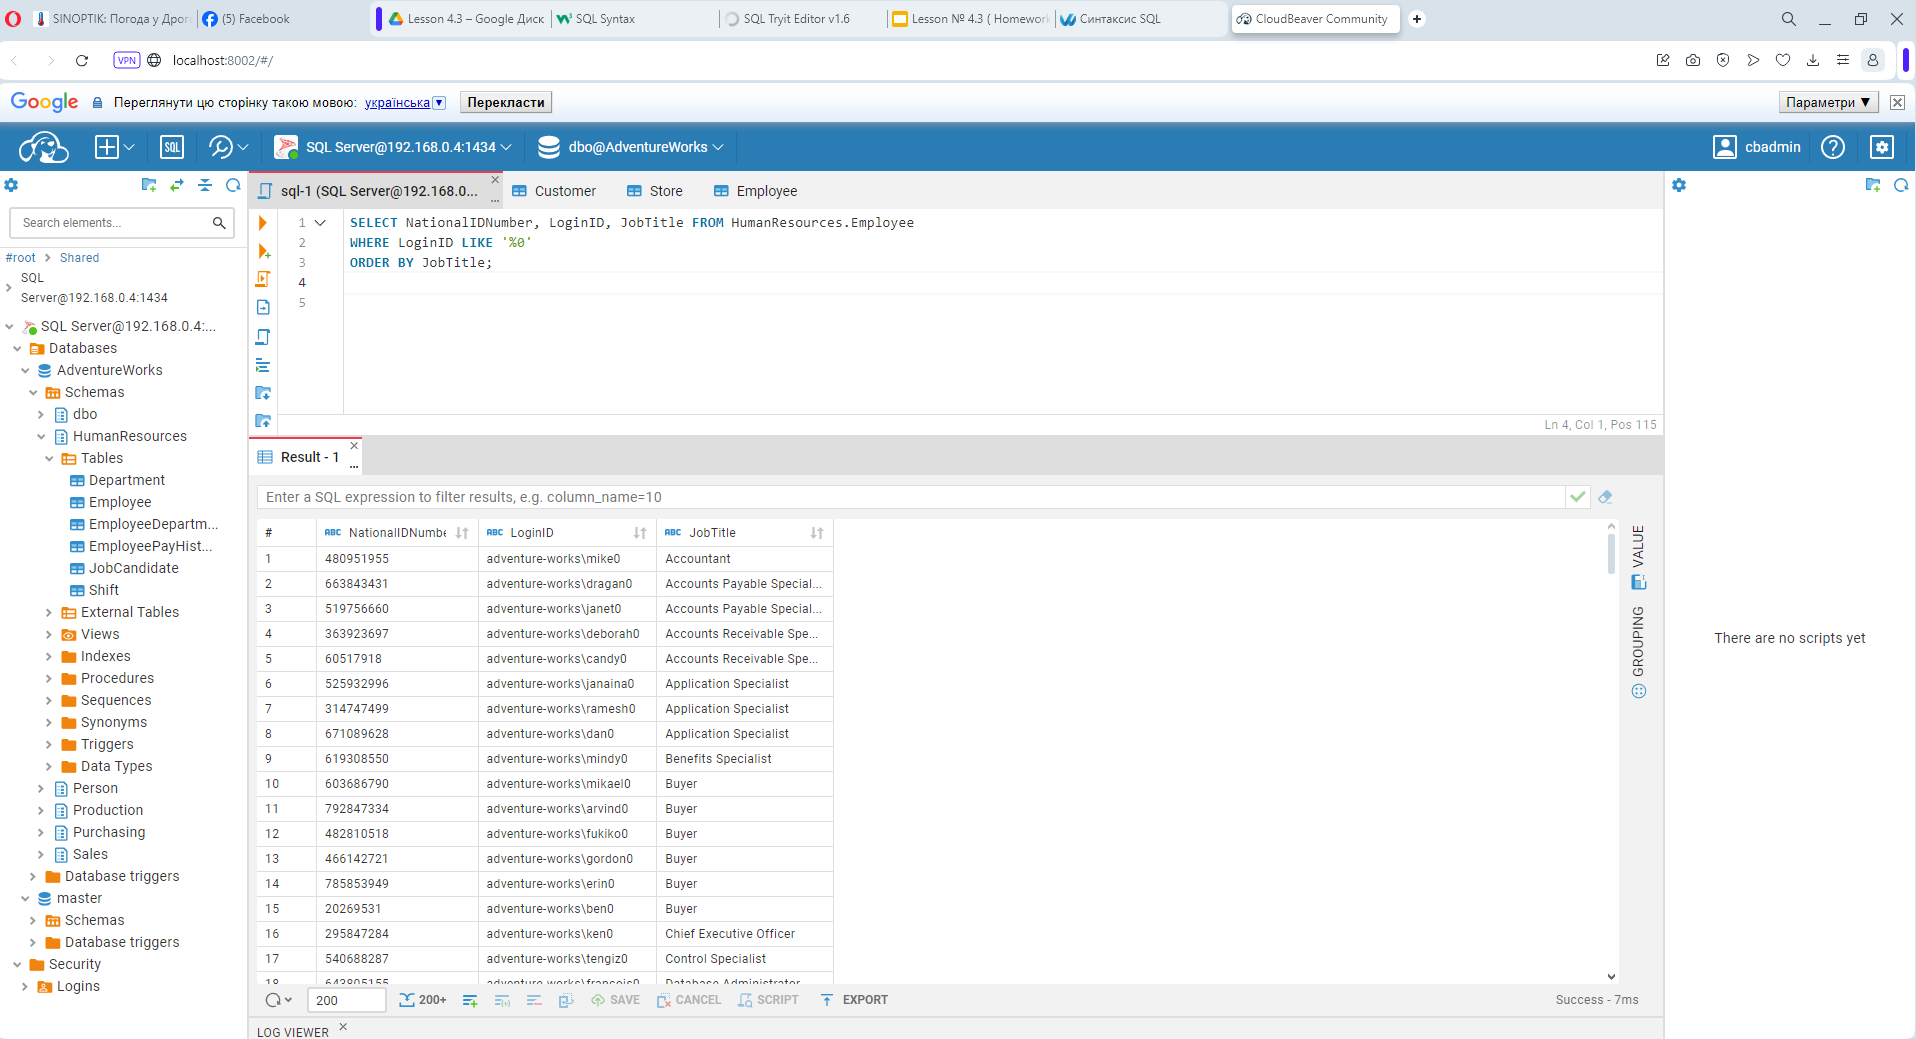 SINOPTIK: Погода у Дрог
(5) Facebook
Lesson 4.3 – Google Диск
SQL Syntax
SQL Tryit Editor v1.6
Lesson № 4.3 ( Homework
Синтаксис SQL
CloudBeaver Community
VPN
localhost:8002/#/
Google
Переглянути цю сторінку такою мовою:
українська
Перекласти
Параметри ▼
SQL
SQL Server@192.168.0.4:1434
dbo@AdventureWorks
cbadmin
Search elements...
#root > Shared
SQL
Server@192.168.0.4:1434
SQL Server@192.168.0.4:...
Databases
AdventureWorks
Schemas
dbo
HumanResources
Tables
Department
Employee
EmployeeDepartm...
EmployeePayHist...
JobCandidate
Shift
External Tables
Views
Indexes
Procedures
Sequences
Synonyms
Triggers
Data Types
Person
Production
Purchasing
Sales
Database triggers
master
Schemas
Database triggers
Security
Logins
sql-1 (SQL Server@192.168.0...
Customer
Store
Employee
1 SELECT NationalIDNumber, LoginID, JobTitle FROM HumanResources.Employee
2 WHERE LoginID LIKE '%0'
3 ORDER BY JobTitle;
4
5
Ln 4, Col 1, Pos 115
Result - 1
Enter a SQL expression to filter results, e.g. column_name=10
# ABC NationalIDNumbe ABC LoginID ABC JobTitle
1 480951955 adventure-works\mike0 Accountant
2 663843431 adventure-works\dragan0 Accounts Payable Special...
3 519756660 adventure-works\janet0 Accounts Payable Special...
4 363923697 adventure-works\deborah0 Accounts Receivable Spe...
5 60517918 adventure-works\candy0 Accounts Receivable Spe...
6 525932996 adventure-works\janaina0 Application Specialist
7 314747499 adventure-works\ramesh0 Application Specialist
8 671089628 adventure-works\dan0 Application Specialist
9 619308550 adventure-works\mindy0 Benefits Specialist
10 603686790 adventure-works\mikael0 Buyer
11 792847334 adventure-works\arvind0 Buyer
12 482810518 adventure-works\fukiko0 Buyer
13 466142721 adventure-works\gordon0 Buyer
14 785853949 adventure-works\erin0 Buyer
15 20269531 adventure-works\ben0 Buyer
16 295847284 adventure-works\ken0 Chief Executive Officer
17 540688287 adventure-works\tengiz0 Control Specialist
18 643805155 adventure-works\francois0 Database Administrator
VALUE
GROUPING
200
200+
SAVE
CANCEL
SCRIPT
EXPORT
Success - 7ms
LOG VIEWER
There are no scripts yet